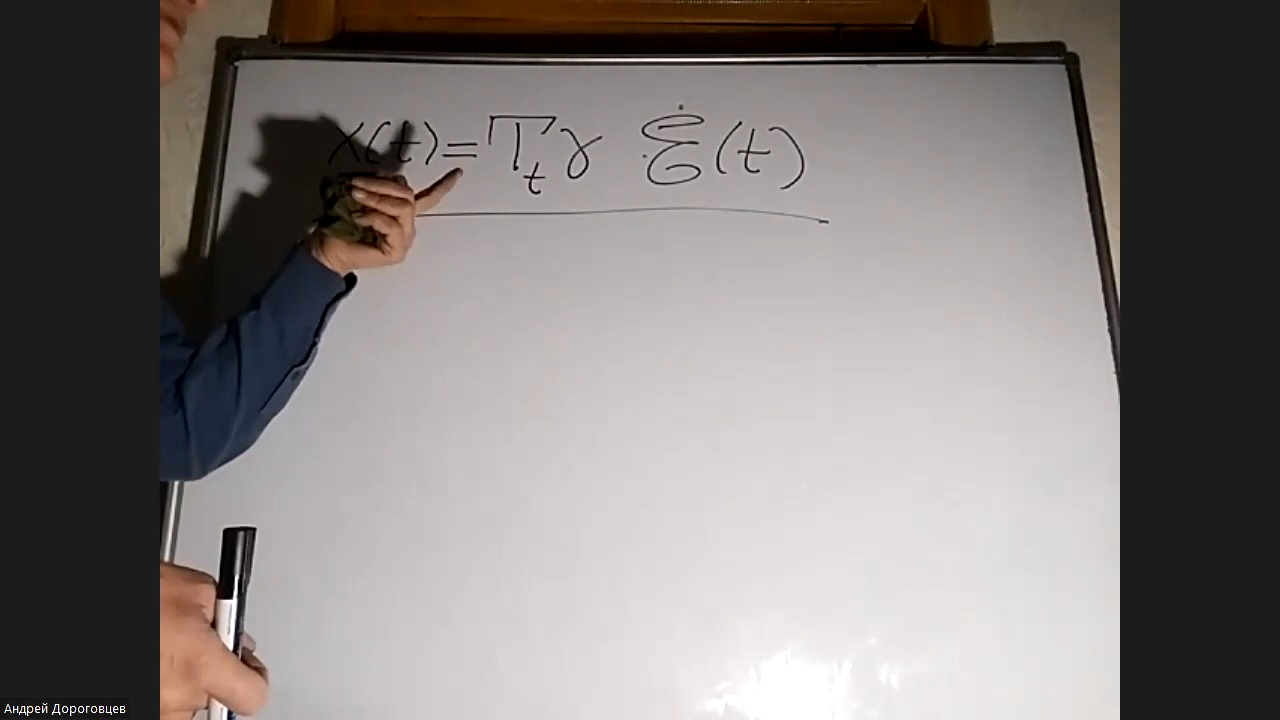 x(t) = T_t γ ξ̇(t)
Андрей Дороговцев